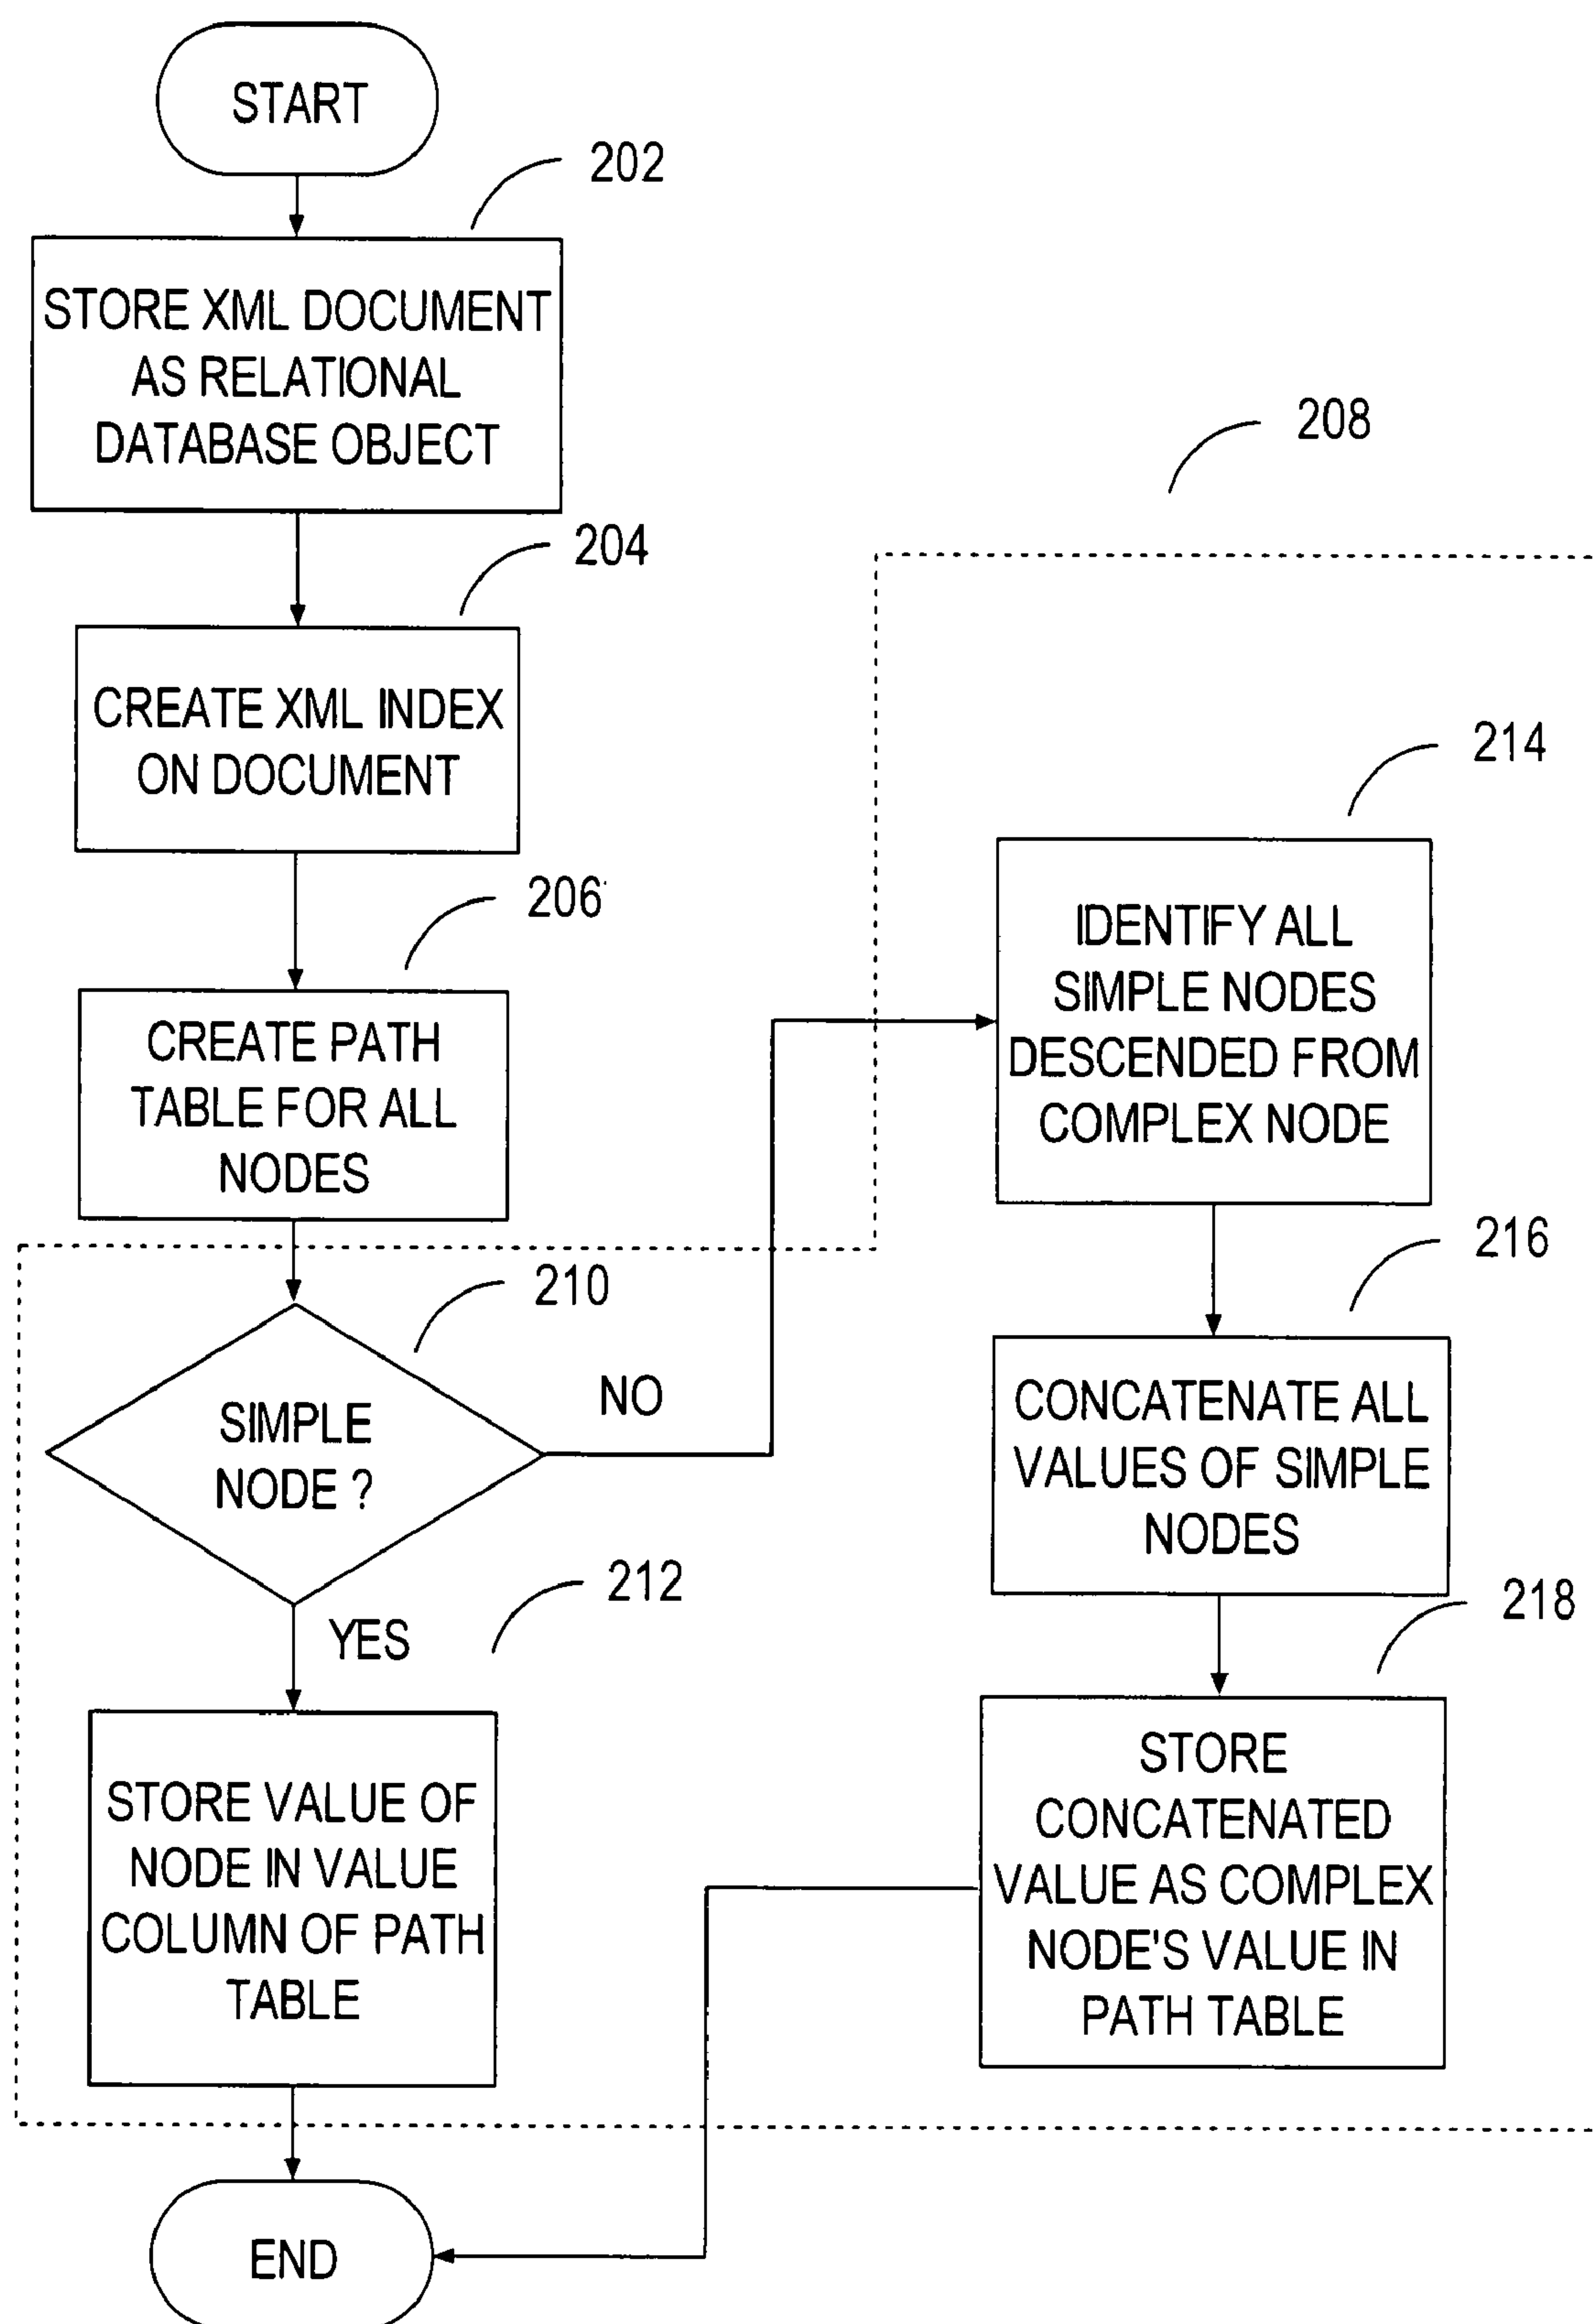 START
202
STORE XML DOCUMENT
AS RELATIONAL
DATABASE OBJECT
204
CREATE XML INDEX
ON DOCUMENT
206
CREATE PATH
TABLE FOR ALL
NODES
208
210
SIMPLE
NODE ?
NO
YES
212
STORE VALUE OF
NODE IN VALUE
COLUMN OF PATH
TABLE
214
IDENTIFY ALL
SIMPLE NODES
DESCENDED FROM
COMPLEX NODE
216
CONCATENATE ALL
VALUES OF SIMPLE
NODES
218
STORE
CONCATENATED
VALUE AS COMPLEX
NODE'S VALUE IN
PATH TABLE
END